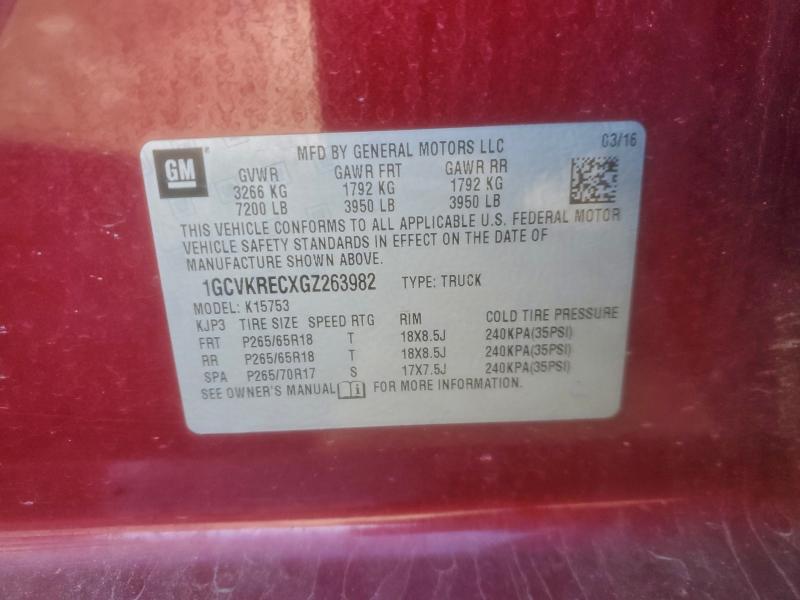 GM
MFD BY GENERAL MOTORS LLC 03/16
GVWR GAWR FRT GAWR RR
3266 KG 1792 KG 1792 KG
7200 LB 3950 LB 3950 LB
THIS VEHICLE CONFORMS TO ALL APPLICABLE U.S. FEDERAL MOTOR
VEHICLE SAFETY STANDARDS IN EFFECT ON THE DATE OF
MANUFACTURE SHOWN ABOVE.
1GCVKRECXGZ263982 TYPE: TRUCK
MODEL: K15753
KJP3 TIRE SIZE SPEED RTG RIM COLD TIRE PRESSURE
FRT P265/65R18 T 18X8.5J 240KPA(35PSI)
RR P265/65R18 T 18X8.5J 240KPA(35PSI)
SPA P265/70R17 S 17X7.5J 240KPA(35PSI)
SEE OWNER'S MANUAL i FOR MORE INFORMATION.